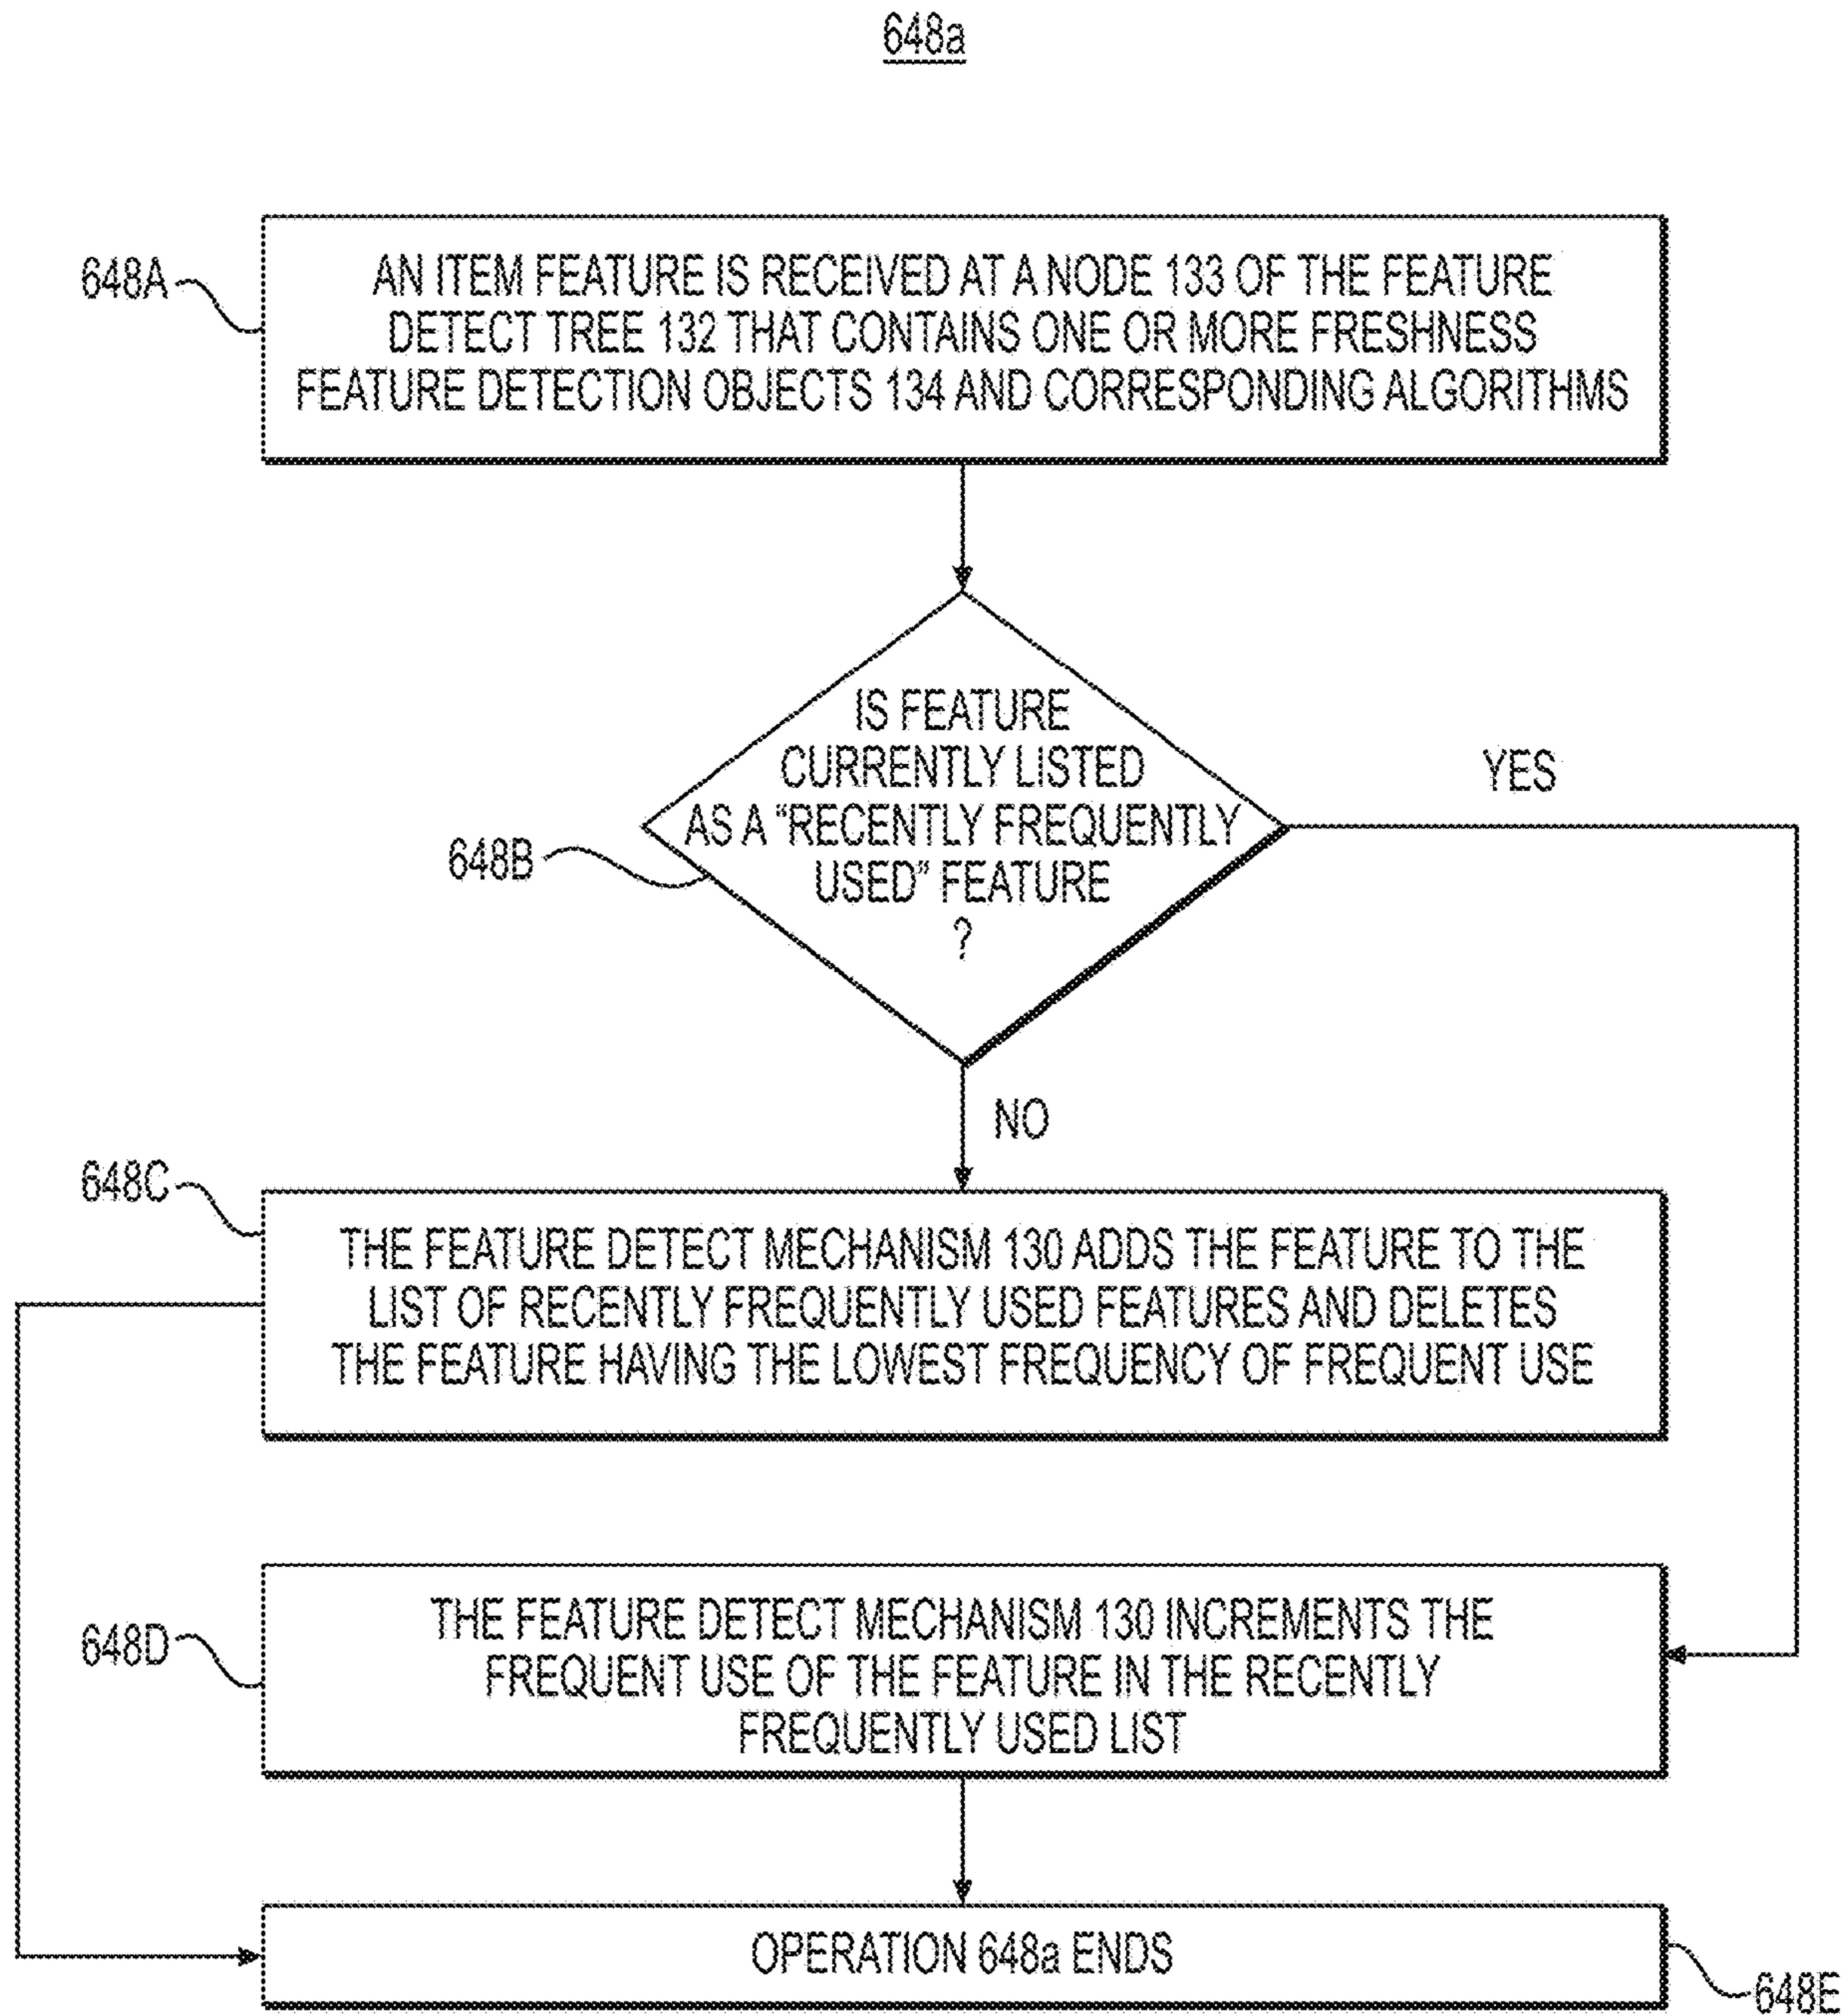 648a
648A
AN ITEM FEATURE IS RECEIVED AT A NODE 133 OF THE FEATURE
DETECT TREE 132 THAT CONTAINS ONE OR MORE FRESHNESS
FEATURE DETECTION OBJECTS 134 AND CORRESPONDING ALGORITHMS
IS FEATURE
CURRENTLY LISTED
AS A “RECENTLY FREQUENTLY
USED” FEATURE
?
648B
YES
NO
648C
THE FEATURE DETECT MECHANISM 130 ADDS THE FEATURE TO THE
LIST OF RECENTLY FREQUENTLY USED FEATURES AND DELETES
THE FEATURE HAVING THE LOWEST FREQUENCY OF FREQUENT USE
648D
THE FEATURE DETECT MECHANISM 130 INCREMENTS THE
FREQUENT USE OF THE FEATURE IN THE RECENTLY
FREQUENTLY USED LIST
OPERATION 648a ENDS
648E